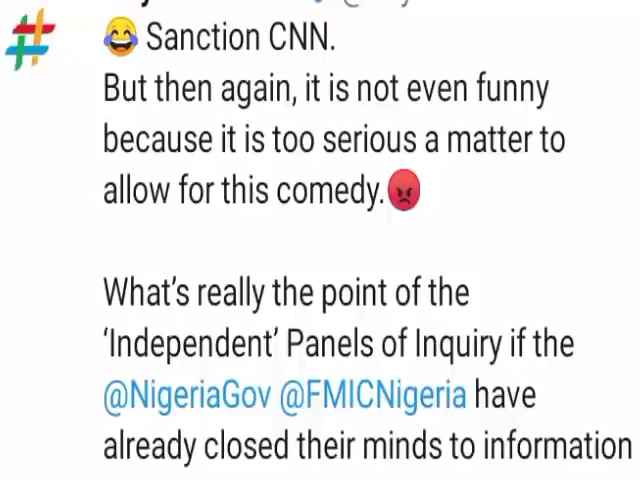 😂 Sanction CNN.
But then again, it is not even funny
because it is too serious a matter to
allow for this comedy.😡
What's really the point of the
‘Independent’ Panels of Inquiry if the
@NigeriaGov @FMICNigeria have
already closed their minds to information